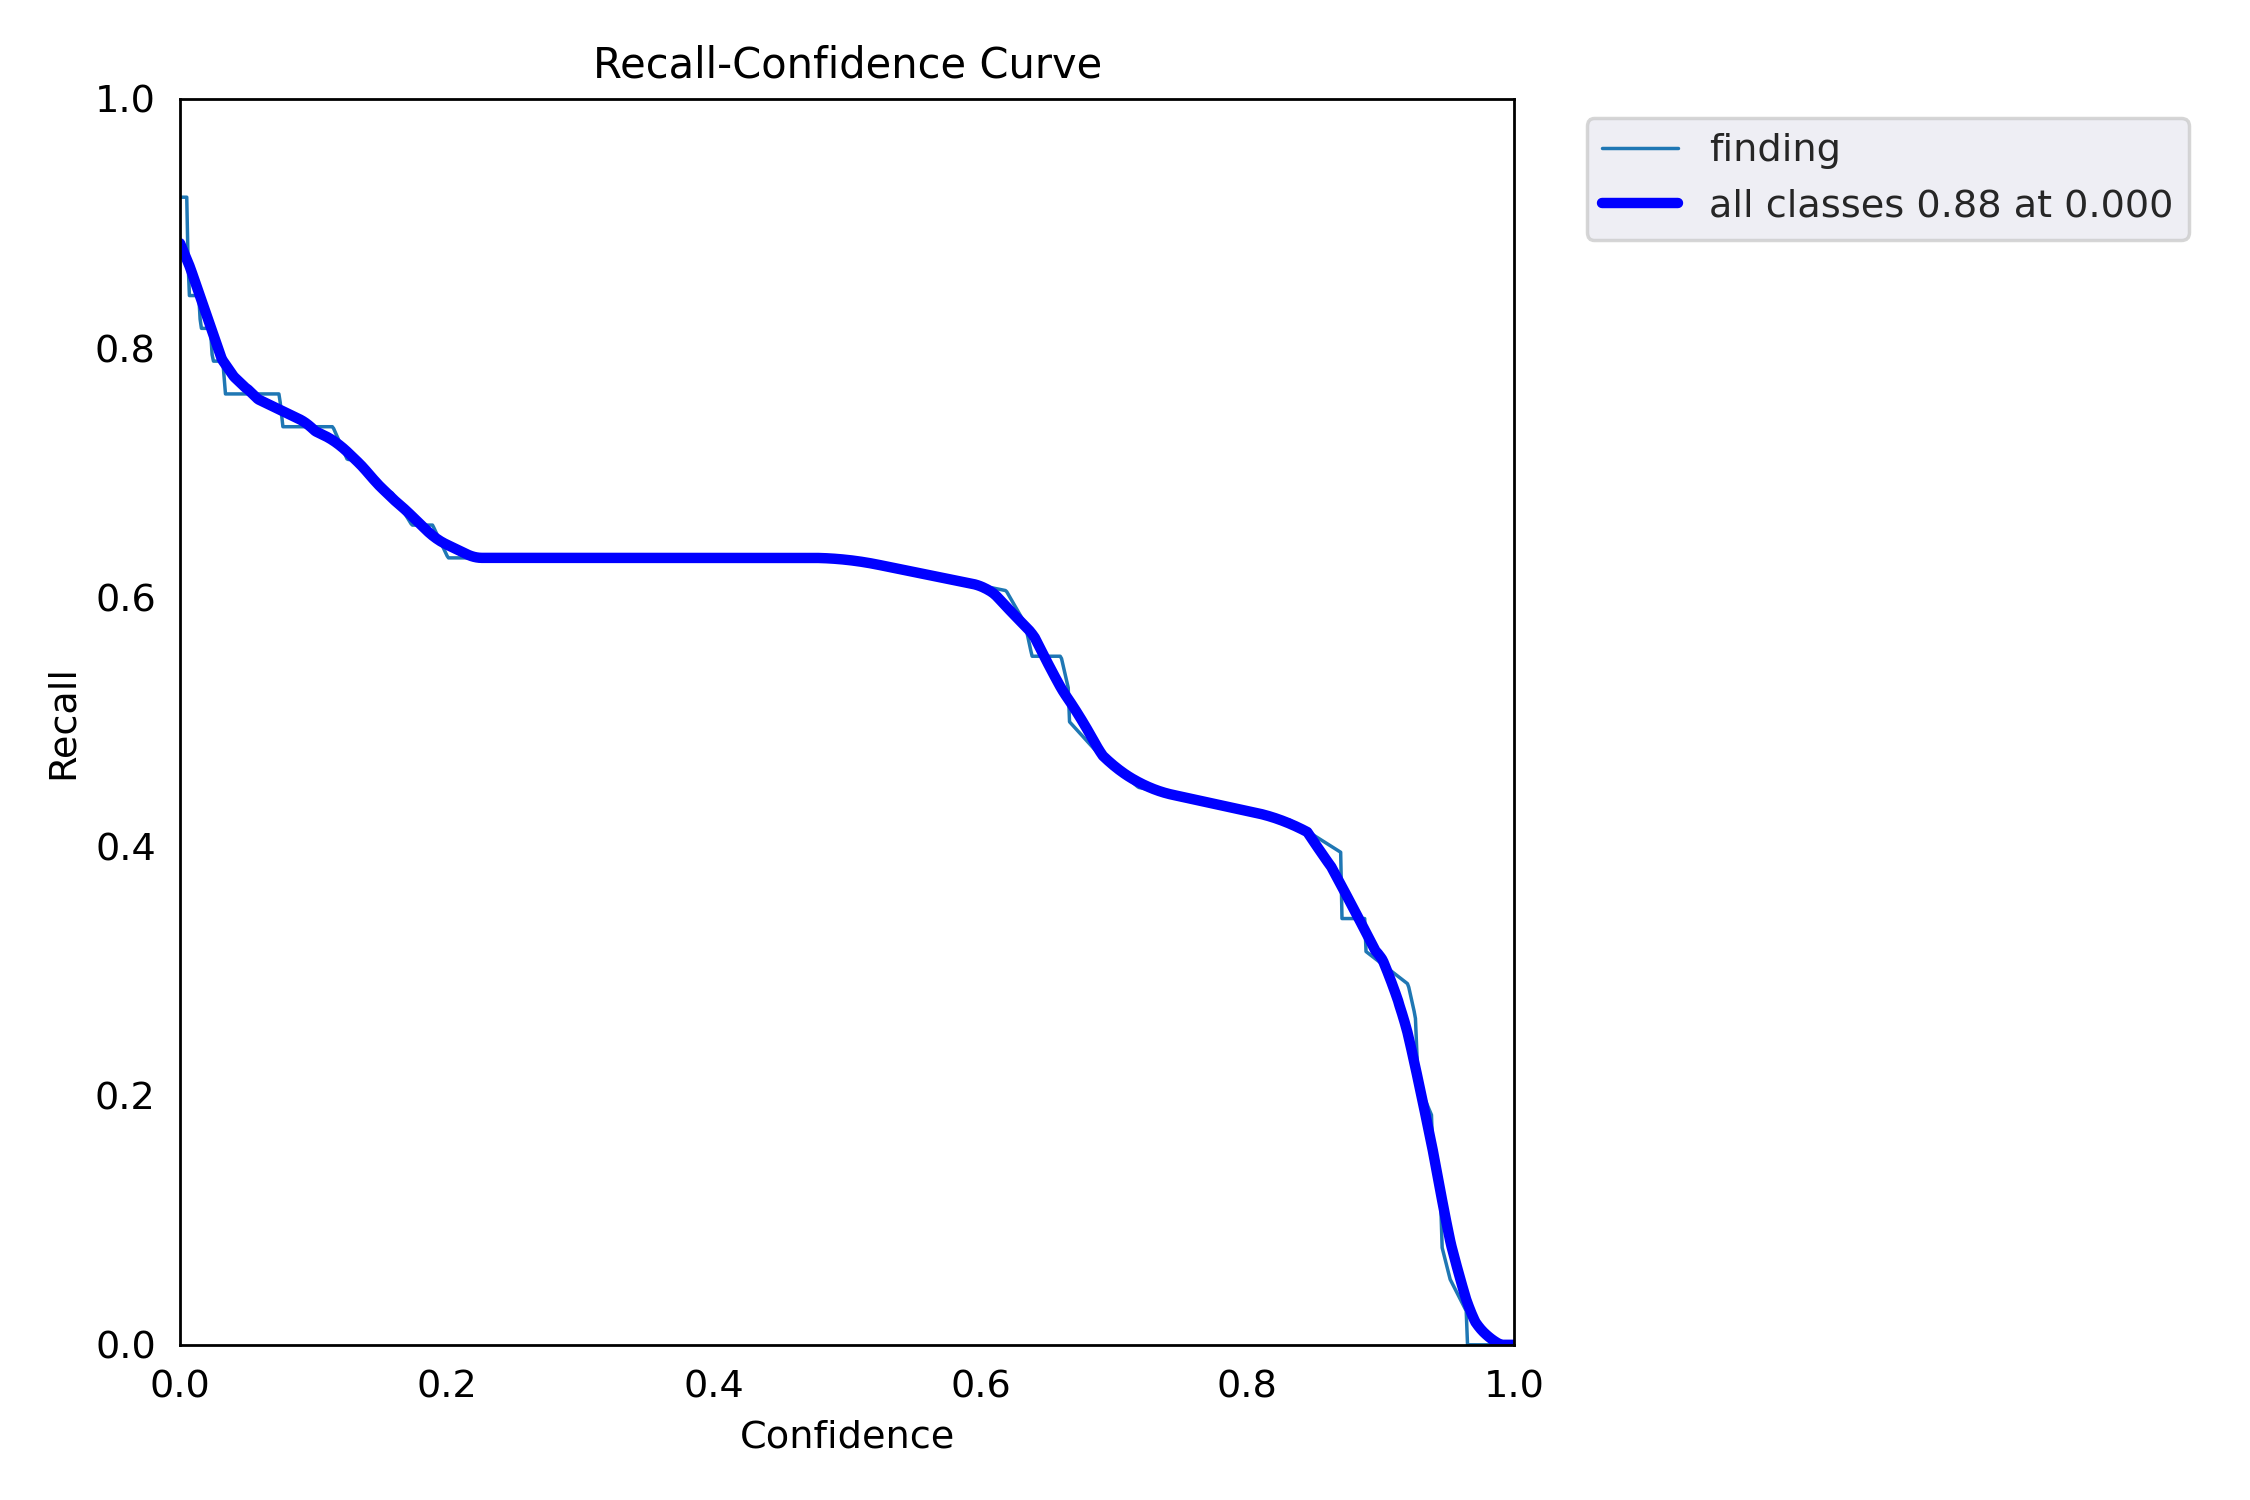 Recall-Confidence Curve
1.0
0.8
0.6
0.4
0.2
0.0
Recall
0.0 0.2 0.4 0.6 0.8 1.0
Confidence
finding
all classes 0.88 at 0.000